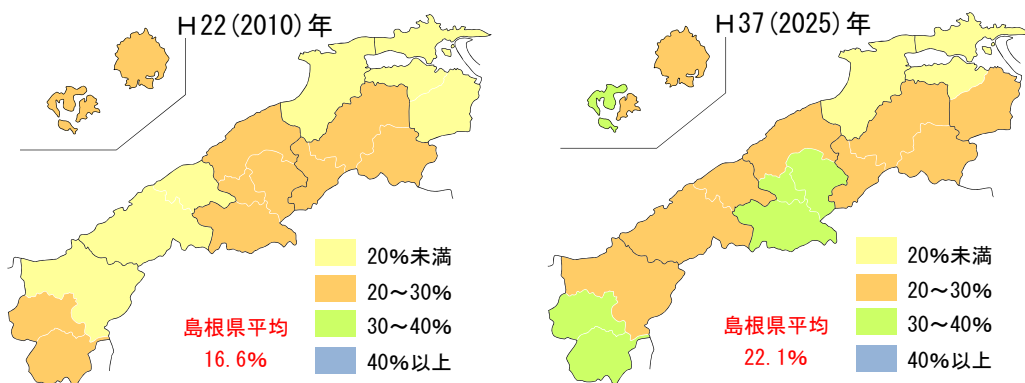 H22(2010)年
20%未満
20～30%
30～40%
40%以上
島根県平均
16.6%
H37(2025)年
20%未満
20～30%
30～40%
40%以上
島根県平均
22.1%